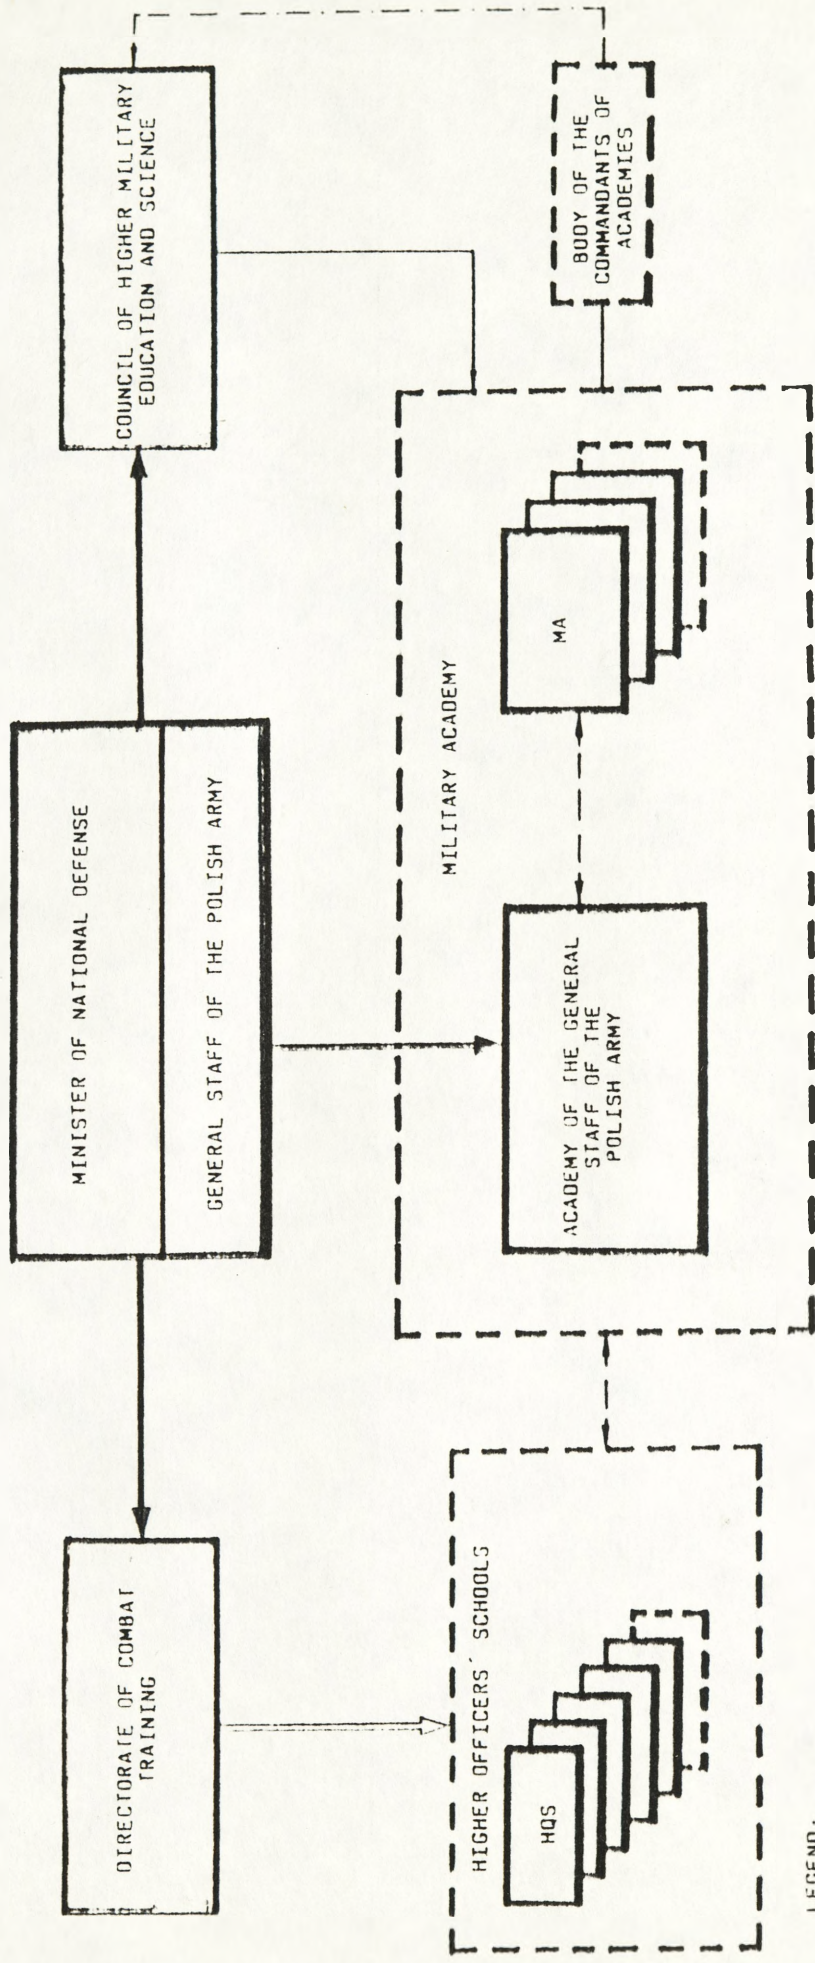 MINISTER OF NATIONAL DEFENSE
GENERAL STAFF OF THE POLISH ARMY
DIRECTORATE OF COMBAT
TRAINING
COUNCIL OF HIGHER MILITARY
EDUCATION AND SCIENCE
HIGHER OFFICERS' SCHOOLS
HQS
MILITARY ACADEMY
ACADEMY OF THE GENERAL
STAFF OF THE
POLISH ARMY
MA
BODY OF THE
COMMANDANTS OF
ACADEMIES
LEGEND: